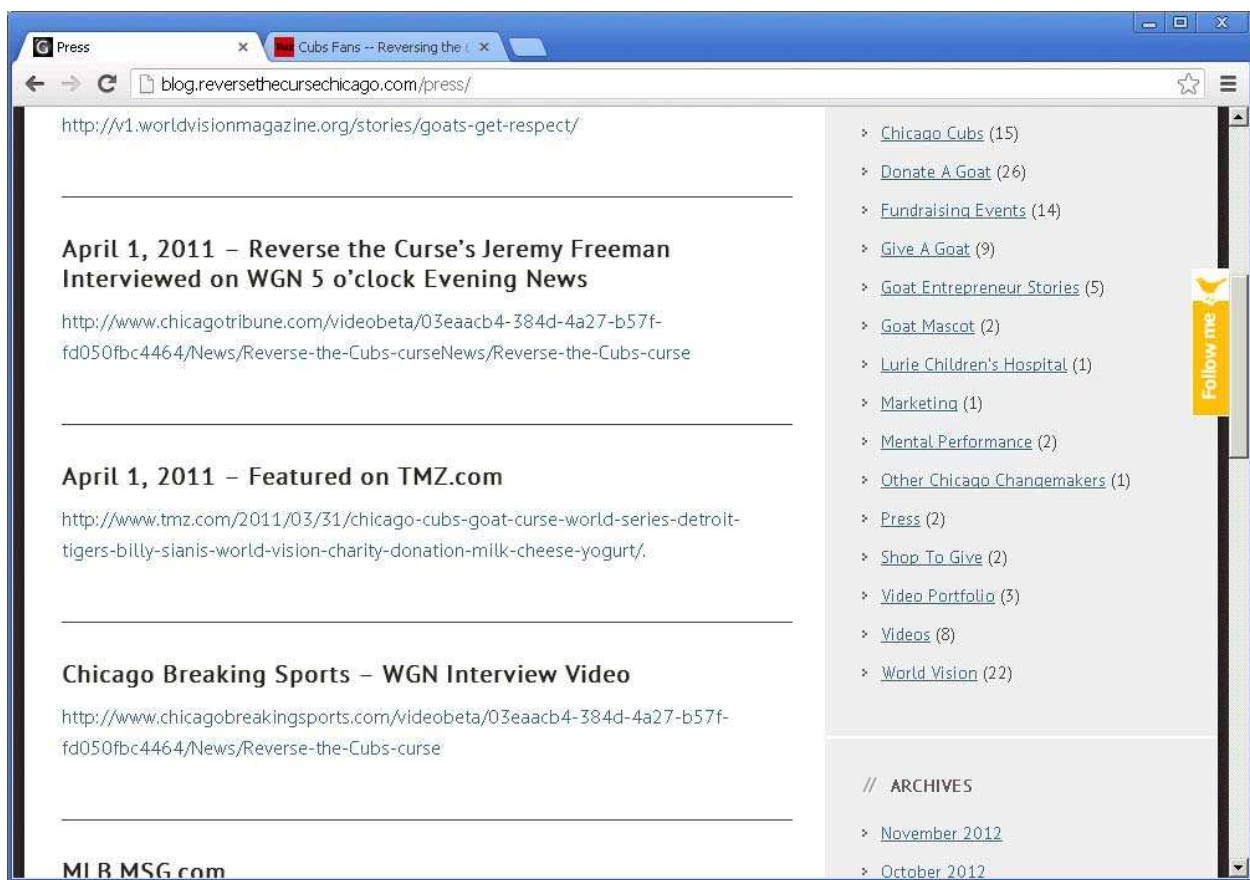 Press
Cubs Fans -- Reversing the
blog.reversethecursechicago.com/press/
http://v1.worldvisionmagazine.org/stories/goats-get-respect/
April 1, 2011 – Reverse the Curse’s Jeremy Freeman
Interviewed on WGN 5 o’clock Evening News
http://www.chicagotribune.com/videobeta/03eaacb4-384d-4a27-b57f-
fd050fbc4464/News/Reverse-the-Cubs-curseNews/Reverse-the-Cubs-curse
April 1, 2011 – Featured on TMZ.com
http://www.tmz.com/2011/03/31/chicago-cubs-goat-curse-world-series-detroit-
tigers-billy-sianis-world-vision-charity-donation-milk-cheese-yogurt/.
Chicago Breaking Sports – WGN Interview Video
http://www.chicagobreakingsports.com/videobeta/03eaacb4-384d-4a27-b57f-
fd050fbc4464/News/Reverse-the-Cubs-curse
MLB MSG.com
Chicago Cubs (15)
Donate A Goat (26)
Fundraising Events (14)
Give A Goat (9)
Goat Entrepreneur Stories (5)
Goat Mascot (2)
Lurie Children's Hospital (1)
Marketing (1)
Mental Performance (2)
Other Chicago Changemakers (1)
Press (2)
Shop To Give (2)
Video Portfolio (3)
Videos (8)
World Vision (22)
// ARCHIVES
November 2012
October 2012
Follow me